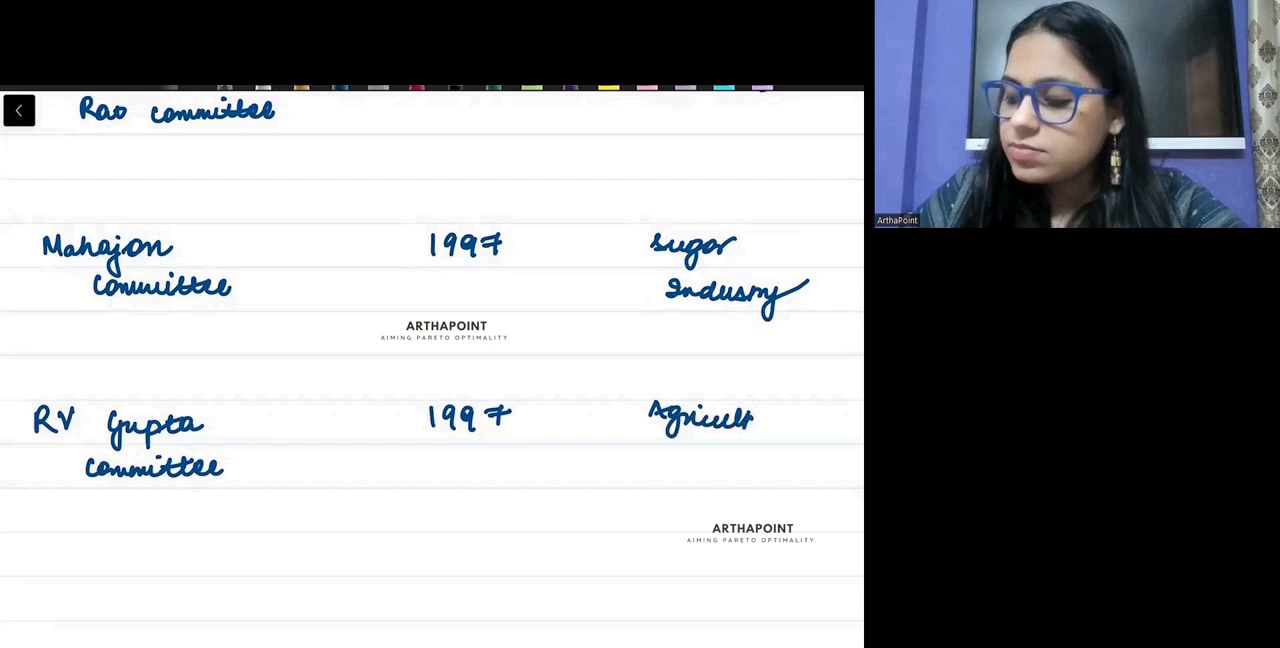 Rao committee
Mahajan 1997 Sugar
Committee Industry
ARTHAPOINT
AIMING PARETO OPTIMALITY
RV Gupta 1997 Agricult
Committee
ARTHAPOINT
AIMING PARETO OPTIMALITY
ArthaPoint